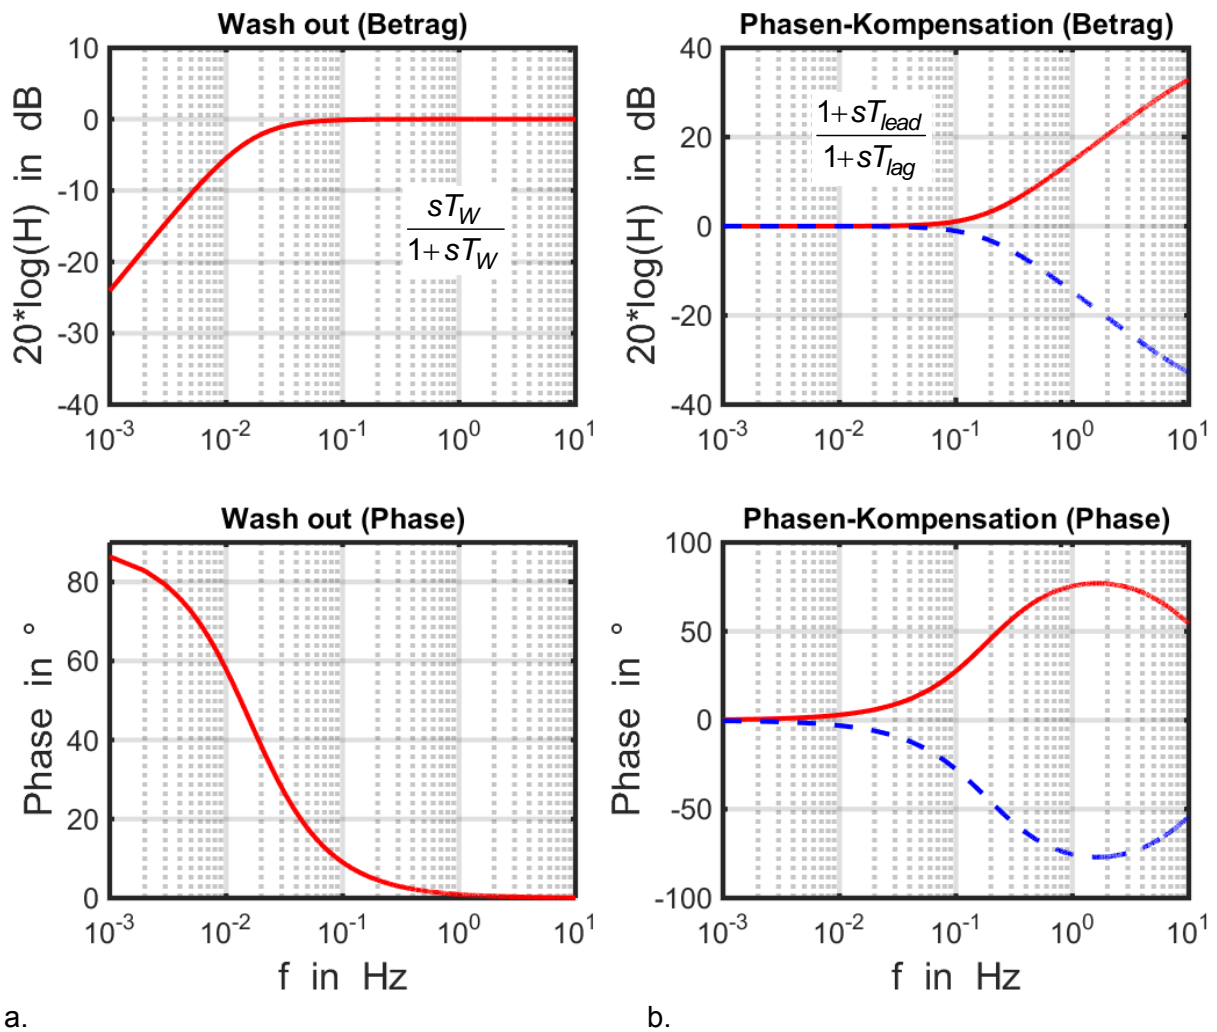 Wash out (Betrag)
20*log(H) in dB
10
0
-10
-20
-30
-40
sT_W
1+sT_W
10^-3 10^-2 10^-1 10^0 10^1
Phasen-Kompensation (Betrag)
20*log(H) in dB
40
20
0
-20
-40
1+sT_lead
1+sT_lag
10^-3 10^-2 10^-1 10^0 10^1
Wash out (Phase)
Phase in °
80
60
40
20
0
10^-3 10^-2 10^-1 10^0 10^1
f in Hz
a.
Phasen-Kompensation (Phase)
Phase in °
100
50
0
-50
-100
10^-3 10^-2 10^-1 10^0 10^1
f in Hz
b.